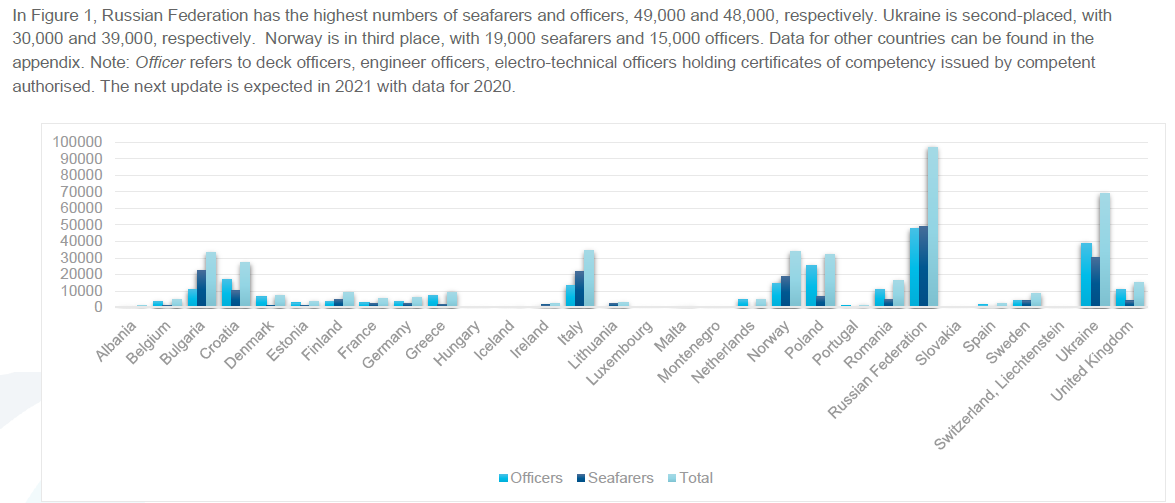 In Figure 1, Russian Federation has the highest numbers of seafarers and officers, 49,000 and 48,000, respectively. Ukraine is second-placed, with
30,000 and 39,000, respectively.  Norway is in third place, with 19,000 seafarers and 15,000 officers. Data for other countries can be found in the
appendix. Note: Officer refers to deck officers, engineer officers, electro-technical officers holding certificates of competency issued by competent
authorised. The next update is expected in 2021 with data for 2020.
100000
90000
80000
70000
60000
50000
40000
30000
20000
10000
0
Albania
Belgium
Bulgaria
Croatia
Denmark
Estonia
Finland
France
Germany
Greece
Hungary
Iceland
Ireland
Italy
Lithuania
Luxembourg
Malta
Montenegro
Netherlands
Norway
Poland
Portugal
Romania
Russian Federation
Slovakia
Spain
Sweden
Switzerland, Liechtenstein
Ukraine
United Kingdom
Officers Seafarers Total